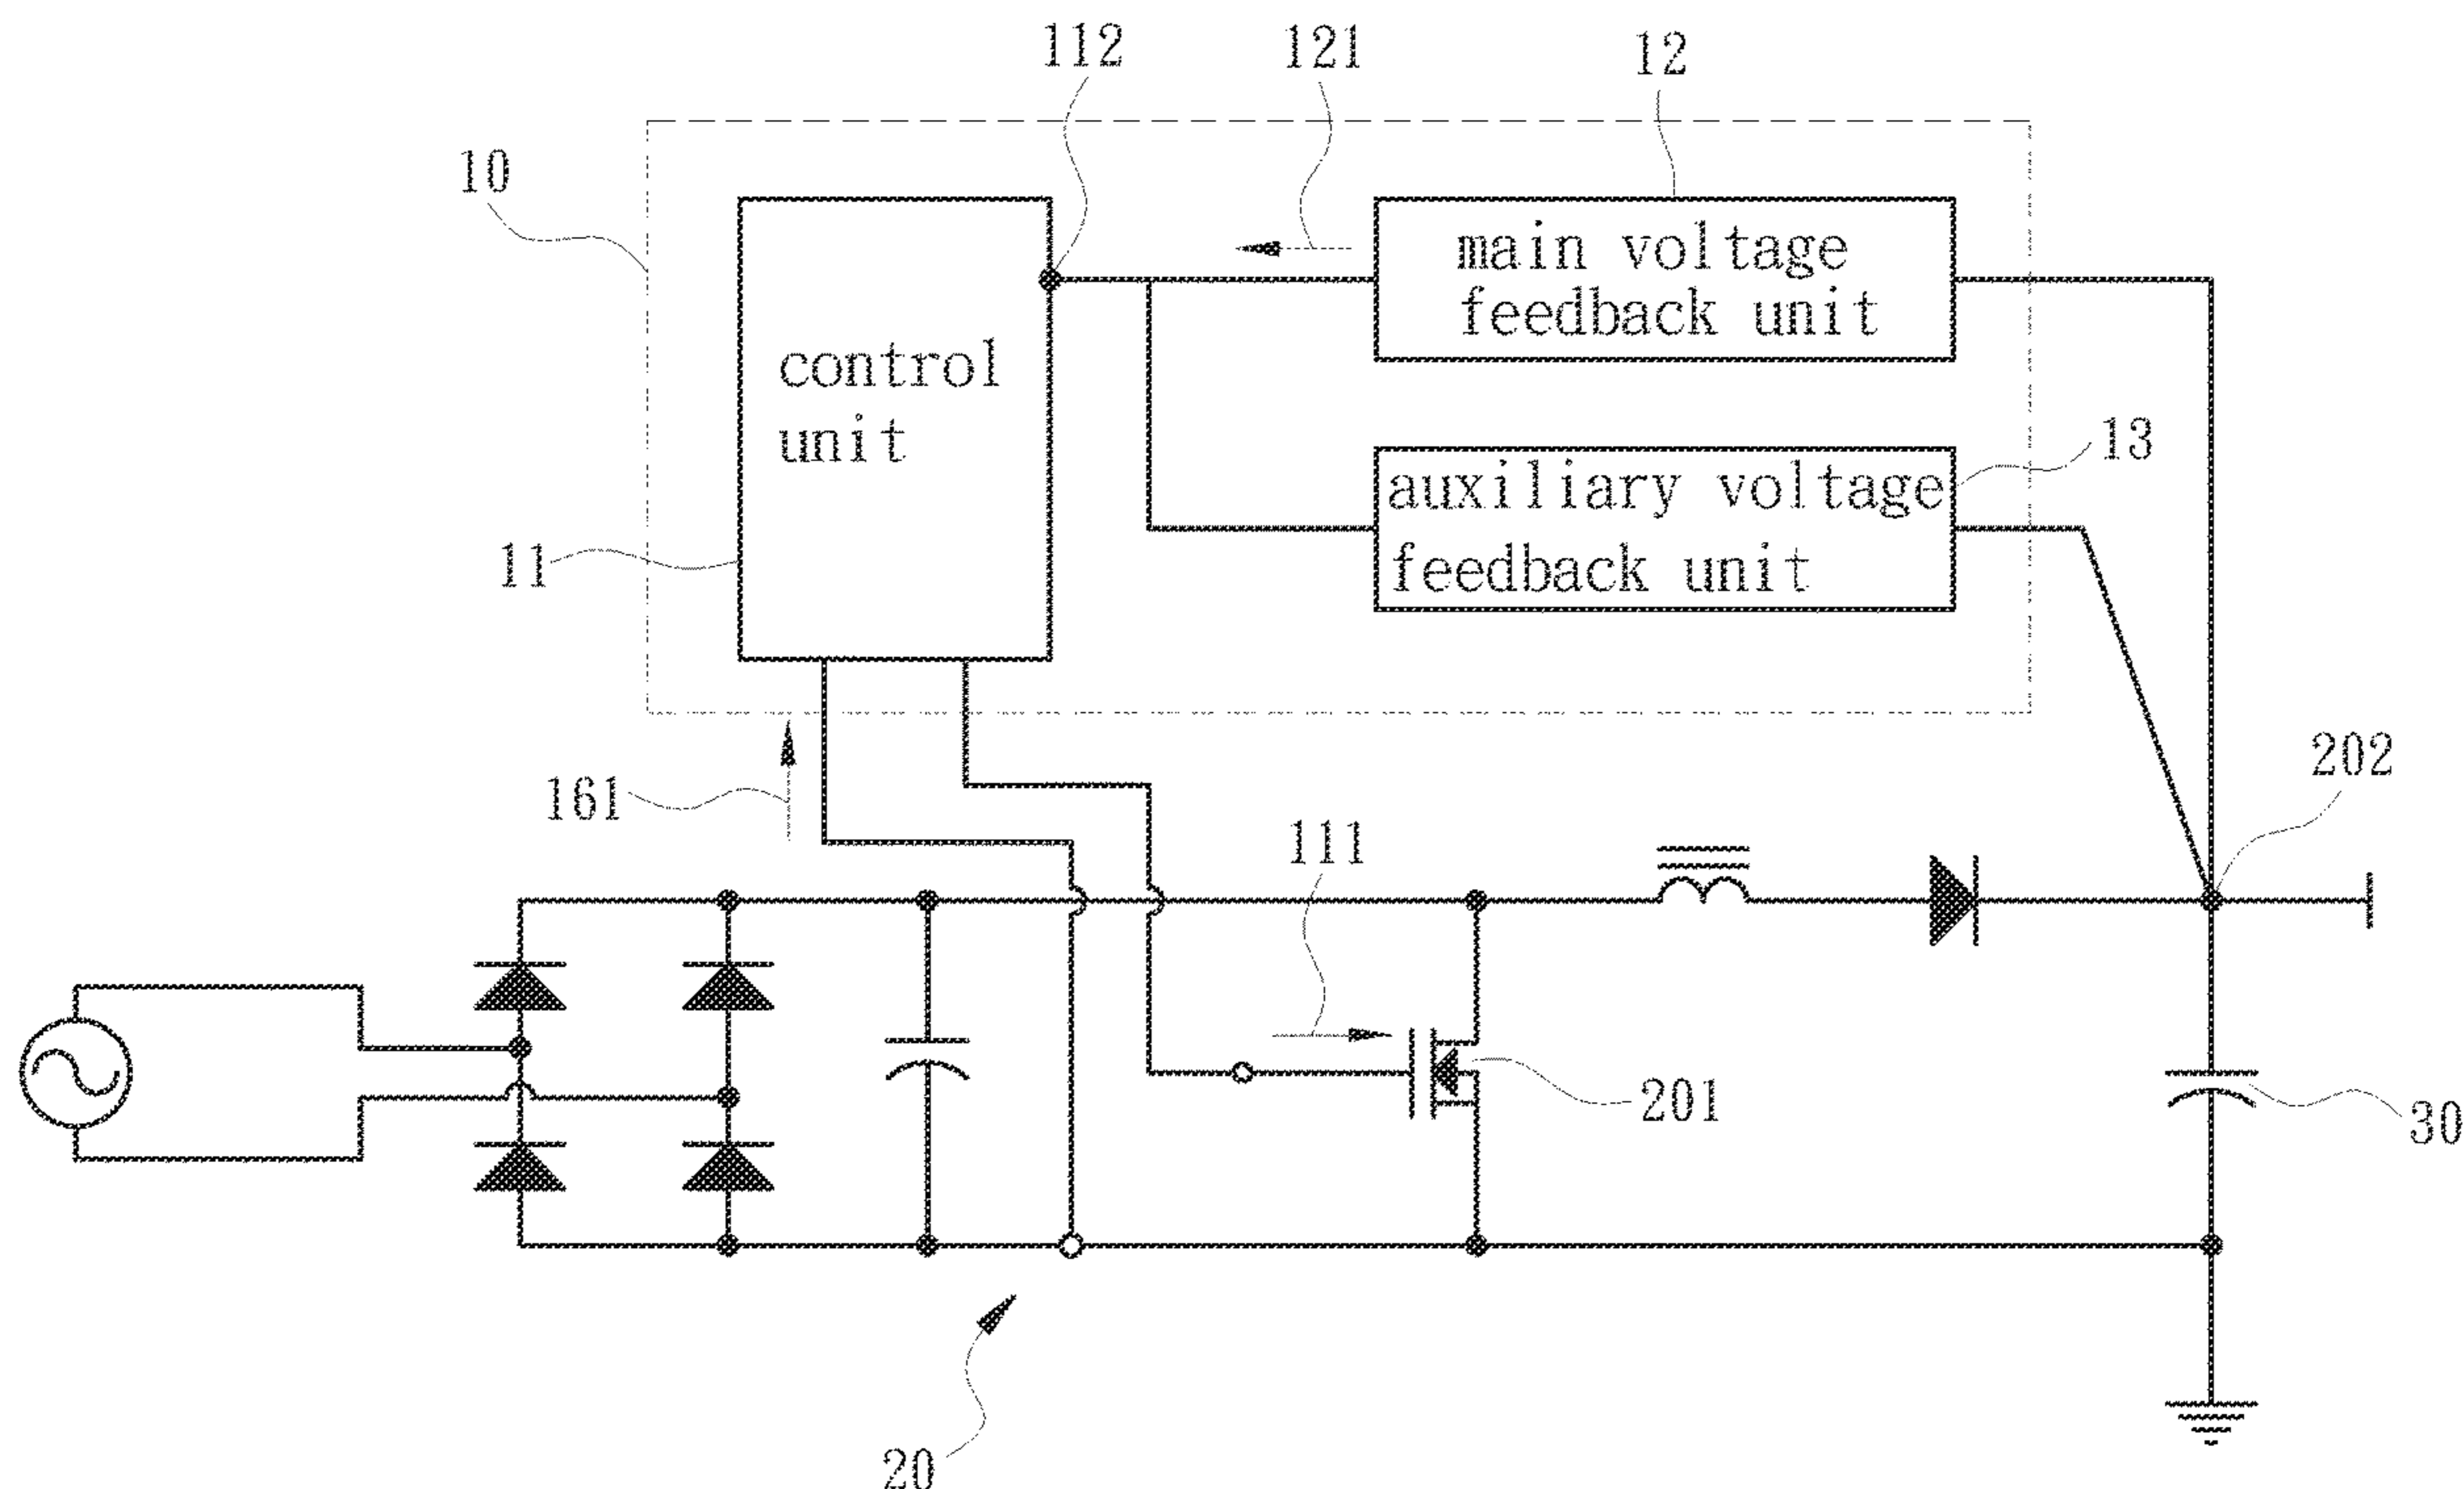 112
121
12
10
main voltage
feedback unit
control
unit
13
auxiliary voltage
feedback unit
11
202
161
111
201
30
20